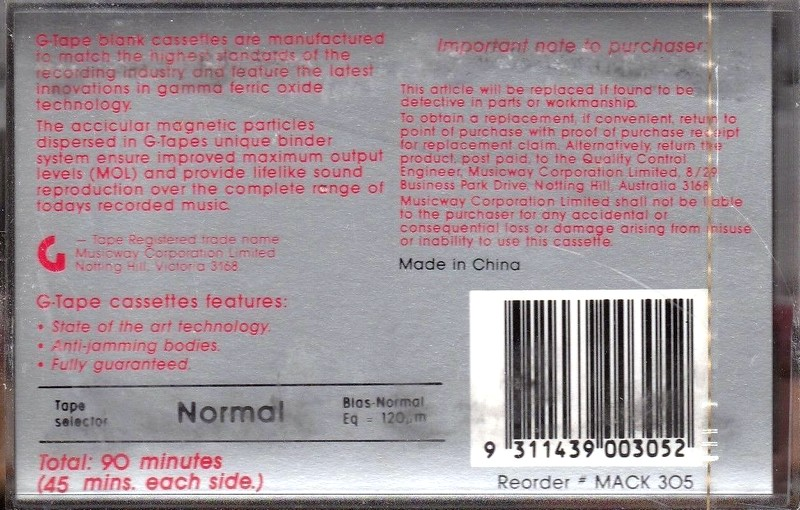 G-Tape blank cassettes are manufactured
to match the highest standards of the
recording industry and feature the latest
innovations in gamma ferric oxide
technology.
The accicular magnetic particles
dispersed in G-Tapes unique binder
system ensure improved maximum output
levels (MOL) and provide lifelike sound
reproduction over the complete range of
todays recorded music.
G — Tape Registered trade name
Musicway Corporation Limited
Notting Hill, Victoria 3168
G-Tape cassettes features:
• State of the art technology.
• Anti-jamming bodies.
• Fully guaranteed.
Tape
selector
Normal
Bias-Normal
Eq = 120µm
Total: 90 minutes
(45 mins. each side.)
Important note to purchaser:
This article will be replaced if found to be
defective in parts or workmanship.
To obtain a replacement, if convenient, return to
point of purchase with proof of purchase receipt
for replacement claim. Alternatively, return the
product, post paid, to the Quality Control
Engineer, Musicway Corporation Limited, 8/29
Business Park Drive, Notting Hill, Australia 3168
Musicway Corporation Limited shall not be liable
to the purchaser for any accidental or
consequential loss or damage arising from misuse
or inability to use this cassette.
Made in China
9 311439 003052
Reorder # MACK 305